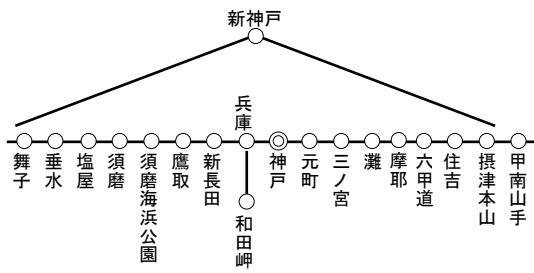 新神戸
兵庫
舞子
垂水
塩屋
須磨
須磨海浜公園
鷹取
新長田
神戸
元町
三ノ宮
灘
摩耶
六甲道
住吉
摂津本山
甲南山手
和田岬